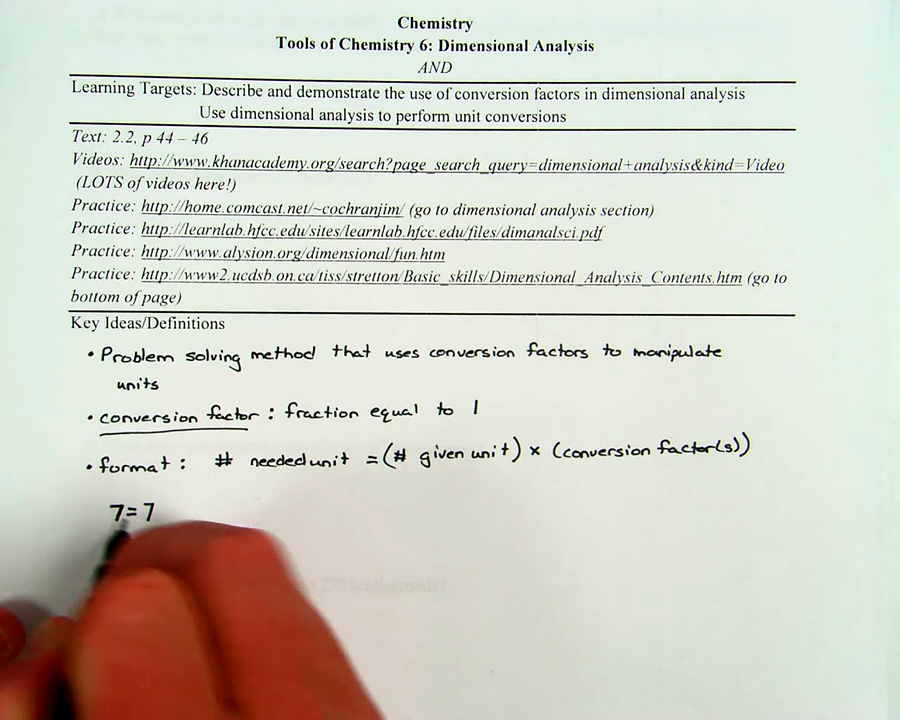 Chemistry
Tools of Chemistry 6: Dimensional Analysis
AND
Learning Targets: Describe and demonstrate the use of conversion factors in dimensional analysis
Use dimensional analysis to perform unit conversions
Text: 2.2, p 44 – 46
Videos: http://www.khanacademy.org/search?page_search_query=dimensional+analysis&kind=Video
(LOTS of videos here!)
Practice: http://home.comcast.net/~cochranjim/ (go to dimensional analysis section)
Practice: http://learnlab.hfcc.edu/sites/learnlab.hfcc.edu/files/dimanalsci.pdf
Practice: http://www.alysion.org/dimensional/fun.htm
Practice: http://www2.ucdsb.on.ca/tiss/stretton/Basic_skills/Dimensional_Analysis_Contents.htm (go to
bottom of page)
Key Ideas/Definitions
• Problem solving method that uses conversion factors to manipulate
units
• conversion factor : fraction equal to 1
• format : # needed unit = (# given unit) × (conversion factor(s))
7 = 7